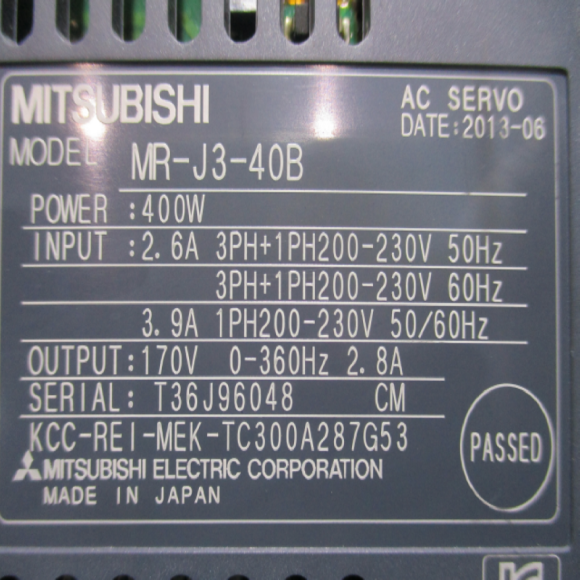 MITSUBISHI AC SERVO
DATE:2013-06
MODEL MR-J3-40B
POWER :400W
INPUT :2.6A 3PH+1PH200-230V 50Hz
3PH+1PH200-230V 60Hz
3.9A 1PH200-230V 50/60Hz
OUTPUT:170V 0-360Hz 2.8A
SERIAL: T36J96048 CM
KCC-REI-MEK-TC300A287G53
PASSED
MITSUBISHI ELECTRIC CORPORATION
MADE IN JAPAN